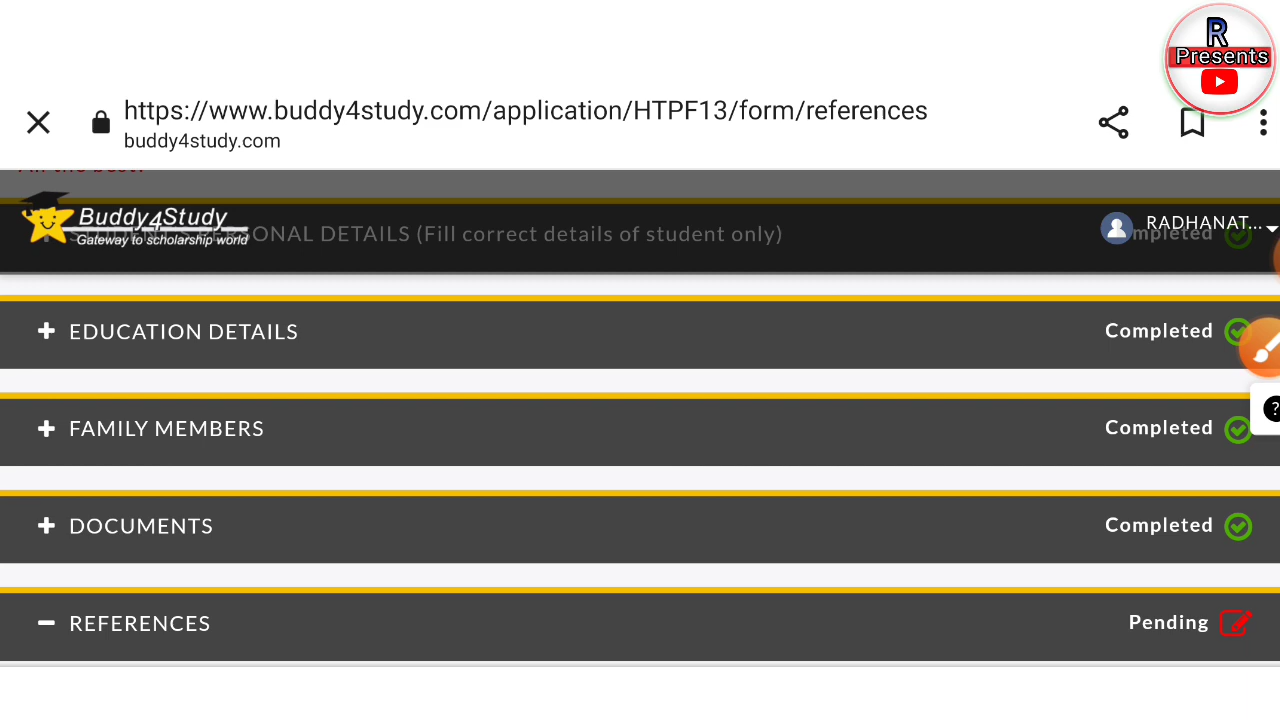 R
Presents
https://www.buddy4study.com/application/HTPF13/form/references
buddy4study.com
Buddy4Study
Gateway to scholarship world
PERSONAL DETAILS (Fill correct details of student only)
RADHANAT...
EDUCATION DETAILS
Completed
FAMILY MEMBERS
Completed
DOCUMENTS
Completed
REFERENCES
Pending
?